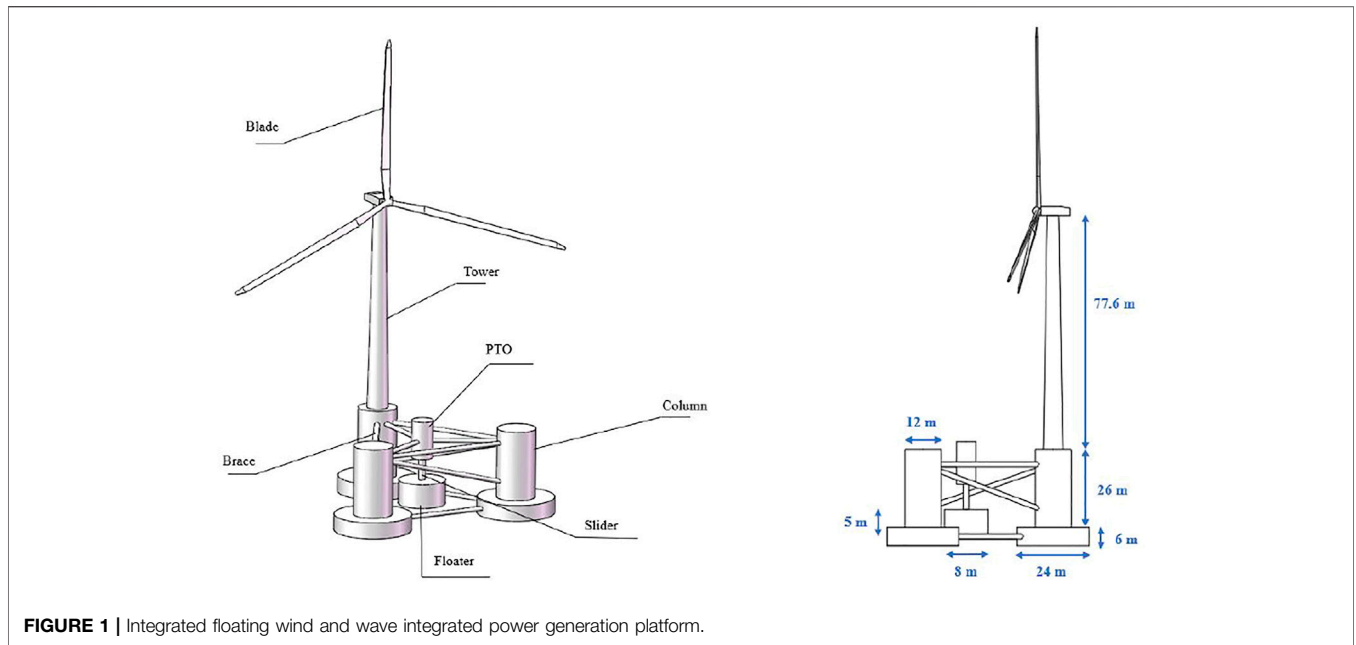 Blade
Tower
PTO
Column
Brace
Slider
Floater
77.6 m
12 m
26 m
5 m
6 m
8 m
24 m
FIGURE 1 | Integrated floating wind and wave integrated power generation platform.